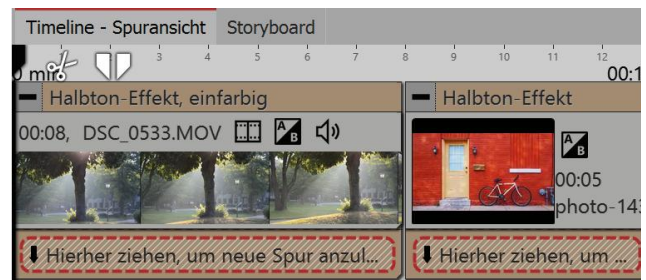 Timeline - Spuransicht Storyboard
3 4 5 6 7 8 9 10 11 12
0 min 00:1
Halbton-Effekt, einfarbig
Halbton-Effekt
00:08, DSC_0533.MOV A B
A B
00:05
photo-143
Hierher ziehen, um neue Spur anzul...
Hierher ziehen, um ...